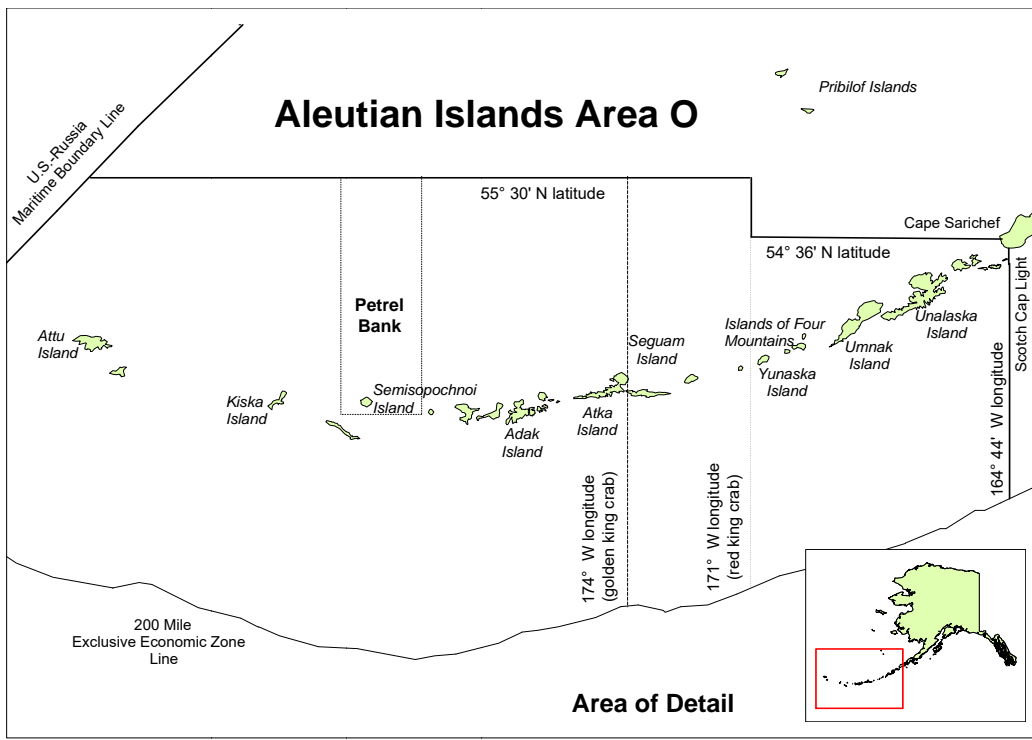 Aleutian Islands Area O
Pribilof Islands
U.S.-Russia
Maritime Boundary Line
55° 30' N latitude
Cape Sarichef
54° 36' N latitude
Petrel
Bank
Attu
Island
Kiska
Island
Semisopochnoi
Island
Adak
Island
Atka
Island
Seguam
Island
Islands of Four
Mountains
Yunaska
Island
Umnak
Island
Unalaska
Island
Scotch Cap Light
164° 44' W longitude
174° W longitude
(golden king crab)
171° W longitude
(red king crab)
200 Mile
Exclusive Economic Zone
Line
Area of Detail